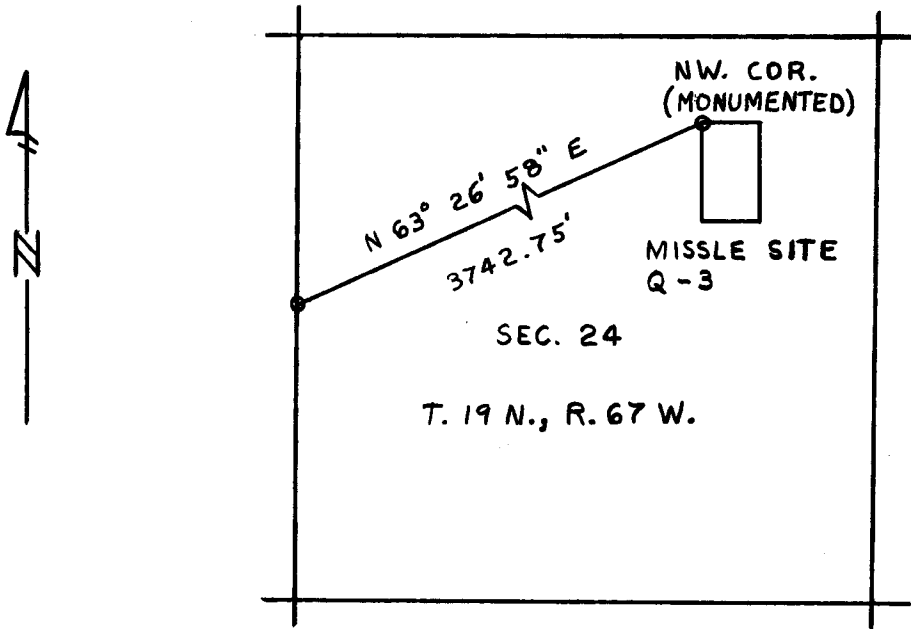 NW. COR.
(MONUMENTED)
N 63° 26' 58" E
3742.75'
MISSLE SITE
Q-3
N
SEC. 24
T. 19 N., R. 67 W.